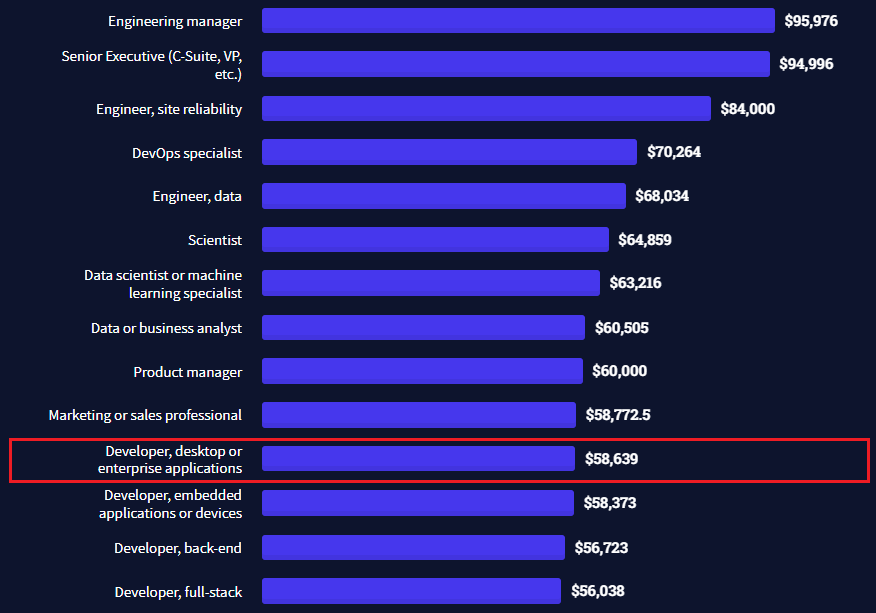 Engineering manager
$95,976
Senior Executive (C-Suite, VP,
etc.)
$94,996
Engineer, site reliability
$84,000
DevOps specialist
$70,264
Engineer, data
$68,034
Scientist
$64,859
Data scientist or machine
learning specialist
$63,216
Data or business analyst
$60,505
Product manager
$60,000
Marketing or sales professional
$58,772.5
Developer, desktop or
enterprise applications
$58,639
Developer, embedded
applications or devices
$58,373
Developer, back-end
$56,723
Developer, full-stack
$56,038